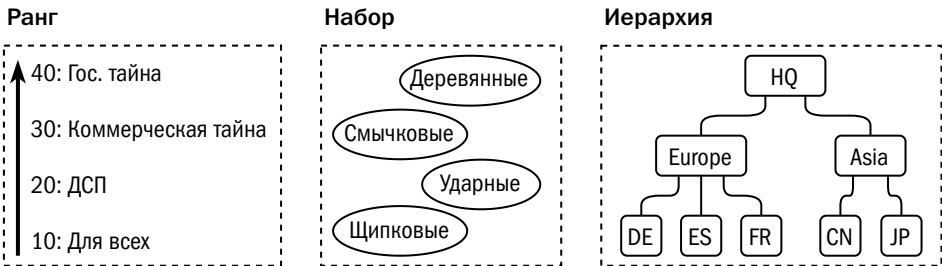 Ранг
40: Гос. тайна
30: Коммерческая тайна
20: ДСП
10: Для всех
Набор
Деревянные
Смычковые
Ударные
Щипковые
Иерархия
HQ
Europe Asia
DE ES FR CN JP